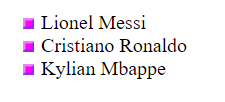 Lionel Messi
Cristiano Ronaldo
Kylian Mbappe